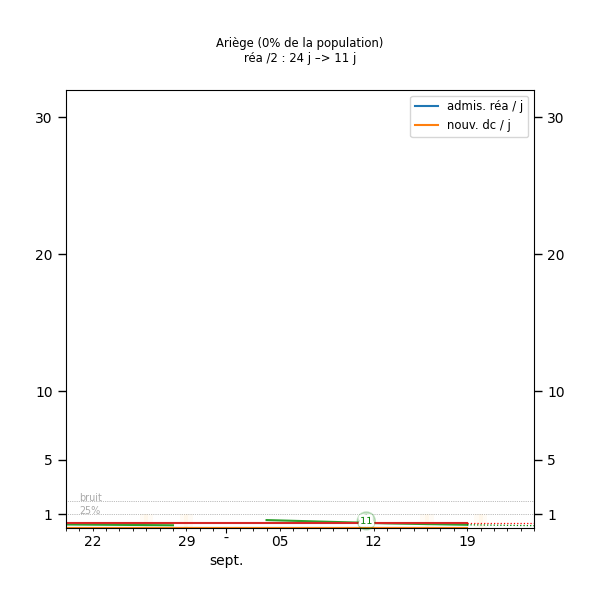 Ariège (0% de la population)
réa /2 : 24 j –> 11 j
admis. réa / j
nouv. dc / j
30 30
20 20
10 10
5 5
bruit
25%
1 1
11
22 29 - 05 12 19
sept.